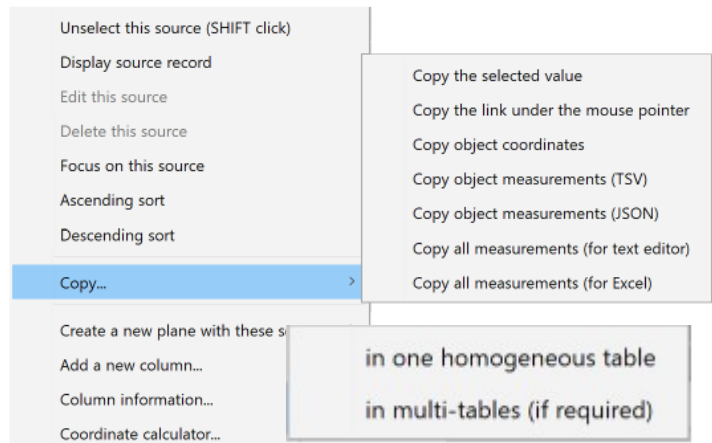 Unselect this source (SHIFT click)
Display source record
Edit this source
Delete this source
Focus on this source
Ascending sort
Descending sort
Copy...
Create a new plane with these s
Add a new column...
Column information...
Coordinate calculator...
Copy the selected value
Copy the link under the mouse pointer
Copy object coordinates
Copy object measurements (TSV)
Copy object measurements (JSON)
Copy all measurements (for text editor)
Copy all measurements (for Excel)
in one homogeneous table
in multi-tables (if required)